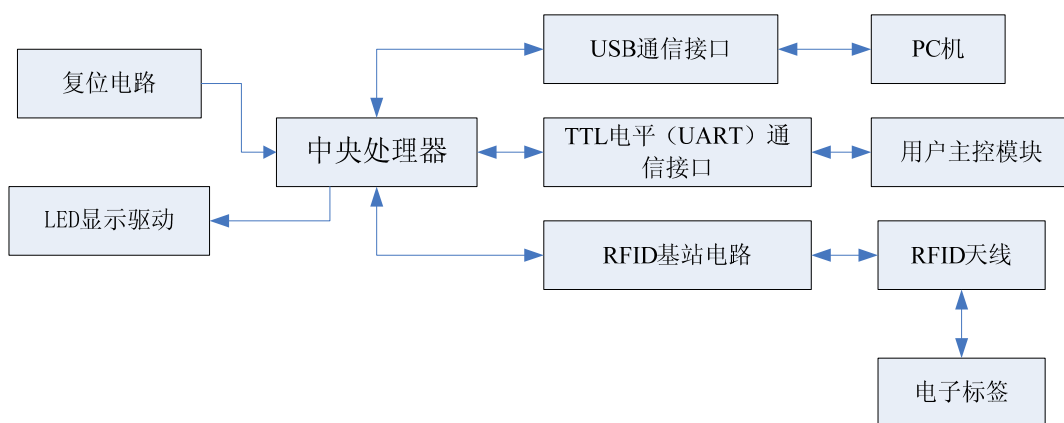 USB通信接口
PC机
复位电路
中央处理器
TTL电平（UART）通
信接口
用户主控模块
LED显示驱动
RFID基站电路
RFID天线
电子标签